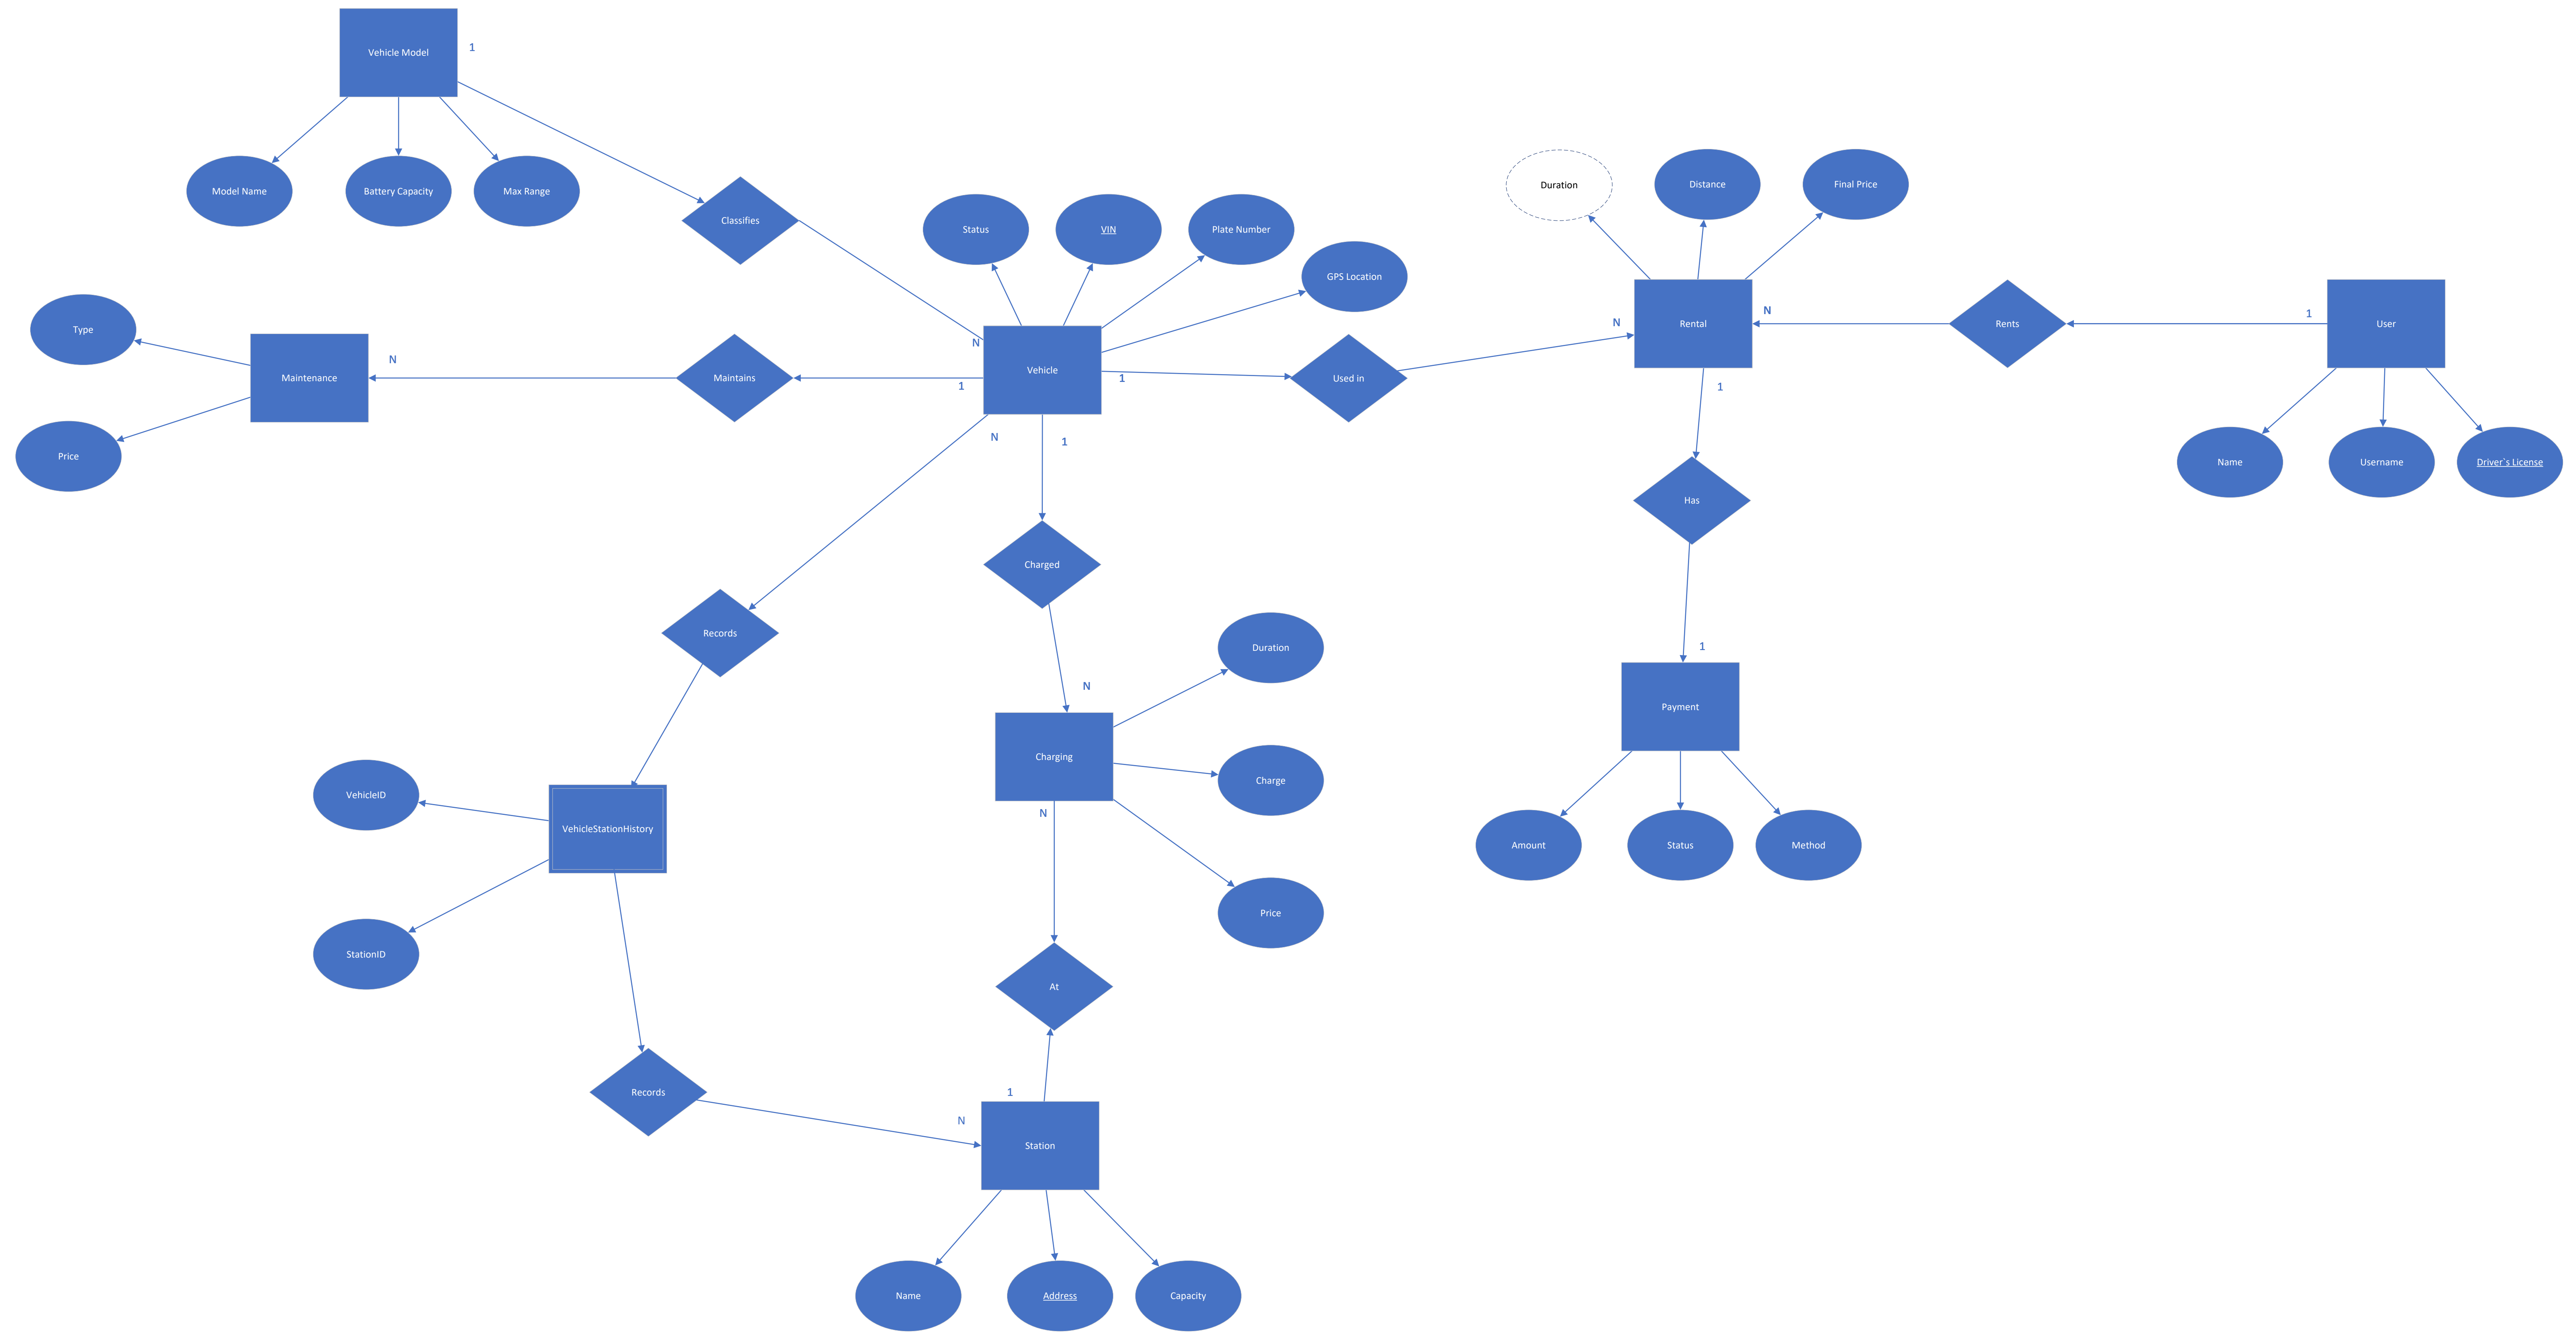 Vehicle Model
1
Model Name
Battery Capacity
Max Range
Classifies
Status
VIN
Plate Number
GPS Location
Duration
Distance
Final Price
Type
Maintenance
N
Maintains
N
1
Vehicle
1
Used in
N
Rental
N
Rents
1
User
Price
N
1
1
Has
Name
Username
Driver`s License
Charged
Records
Duration
N
1
Payment
Charging
Charge
VehicleID
VehicleStationHistory
N
Amount
Status
Method
Price
StationID
At
Records
1
N
Station
Name
Address
Capacity